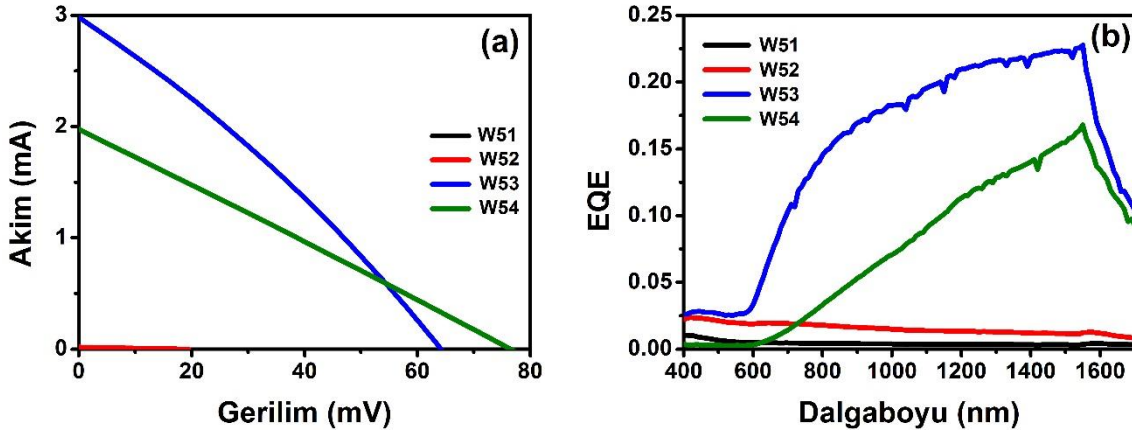 (a)
Akim (mA)
3
2
1
0
W51
W52
W53
W54
0 20 40 60 80
Gerilim (mV)
(b)
EQE
0.25
0.20
0.15
0.10
0.05
0.00
W51
W52
W53
W54
400 600 800 1000 1200 1400 1600
Dalgaboyu (nm)